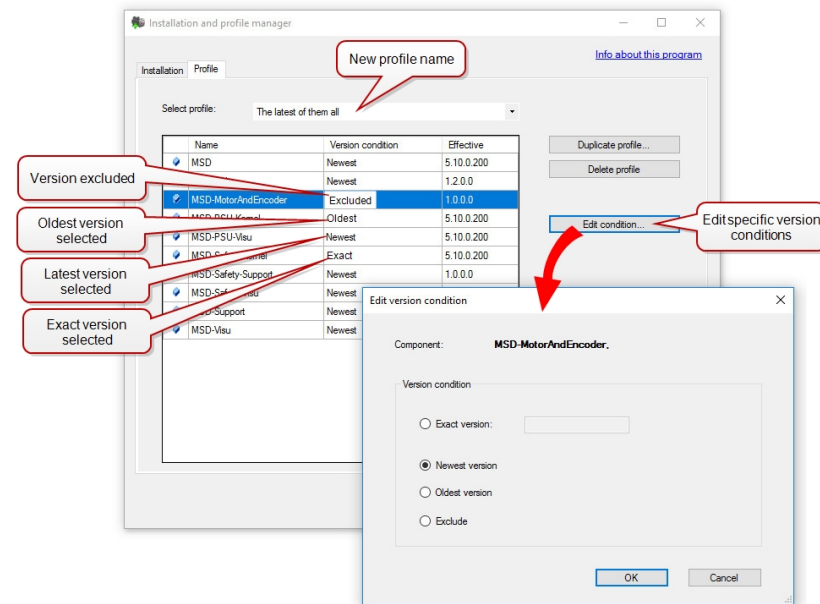 Installation and profile manager
Info about this program
New profile name
Installation Profile
Select profile: The latest of them all
Name Version condition Effective
MSD Newest 5.10.0.200
Newest 1.2.0.0
MSD-MotorAndEncoder Excluded 1.0.0.0
MSD-PSU-Kernel Oldest 5.10.0.200
MSD-PSU-Visu Newest 5.10.0.200
Exact 5.10.0.200
MSD-Safety-Support Newest 1.0.0.0
Newest
MSD-Support Newest
MSD-Visu Newest
Duplicate profile...
Delete profile
Edit condition...
Version excluded
Oldest version
selected
Latest version
selected
Exact version
selected
Edit specific version
conditions
Edit version condition
Component: MSD-MotorAndEncoder,
Version condition
Exact version:
Newest version
Oldest version
Exclude
OK Cancel